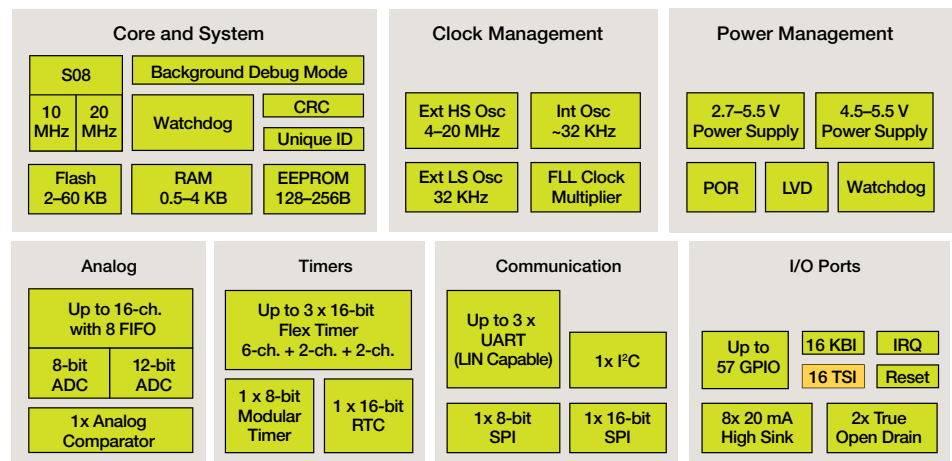 Core and System
S08
Background Debug Mode
10
MHz
20
MHz
Watchdog
CRC
Unique ID
Flash
2–60 KB
RAM
0.5–4 KB
EEPROM
128–256B
Clock Management
Ext HS Osc
4–20 MHz
Int Osc
~32 KHz
Ext LS Osc
32 KHz
FLL Clock
Multiplier
Power Management
2.7–5.5 V
Power Supply
4.5–5.5 V
Power Supply
POR
LVD
Watchdog
Analog
Up to 16-ch.
with 8 FIFO
8-bit
ADC
12-bit
ADC
1x Analog
Comparator
Timers
Up to 3 x 16-bit
Flex Timer
6-ch. + 2-ch. + 2-ch.
1 x 8-bit
Modular
Timer
1 x 16-bit
RTC
Communication
Up to 3 x
UART
(LIN Capable)
1x I²C
1x 8-bit
SPI
1x 16-bit
SPI
I/O Ports
Up to
57 GPIO
16 KBI
IRQ
16 TSI
Reset
8x 20 mA
High Sink
2x True
Open Drain